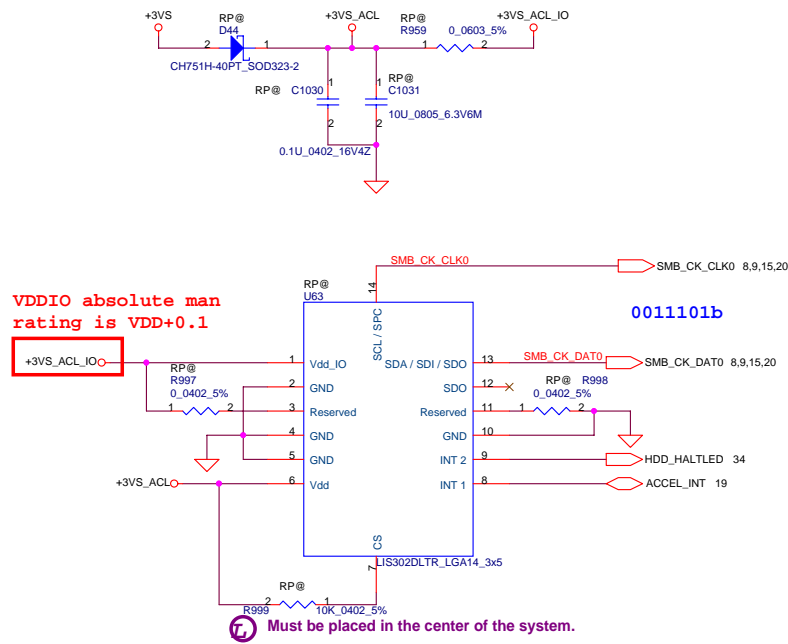 +3VS
RP@
D44
+3VS_ACL
RP@
R959
0_0603_5%
+3VS_ACL_IO
2
1
1
2
CH751H-40PT_SOD323-2
RP@
C1030
1
2
0.1U_0402_16V4Z
RP@
1
C1031
10U_0805_6.3V6M
2
SMB_CK_CLK0
SMB_CK_CLK0 8,9,15,20
RP@
U63
14
VDDIO absolute man
rating is VDD+0.1
0011101b
SCL / SPC
+3VS_ACL_IO
1
Vdd_IO
SDA / SDI / SDO
13
SMB_CK_DAT0
SMB_CK_DAT0 8,9,15,20
RP@
R997
0_0402_5%
2
GND
SDO
12
RP@
R998
0_0402_5%
1
2
3
Reserved
Reserved
11
1
2
4
GND
GND
10
5
GND
INT 2
9
HDD_HALTLED 34
+3VS_ACL
6
Vdd
INT 1
8
ACCEL_INT 19
CS
7
LIS302DLTR_LGA14_3x5
RP@
2
1
R999
10K_0402_5%
L
Must be placed in the center of the system.